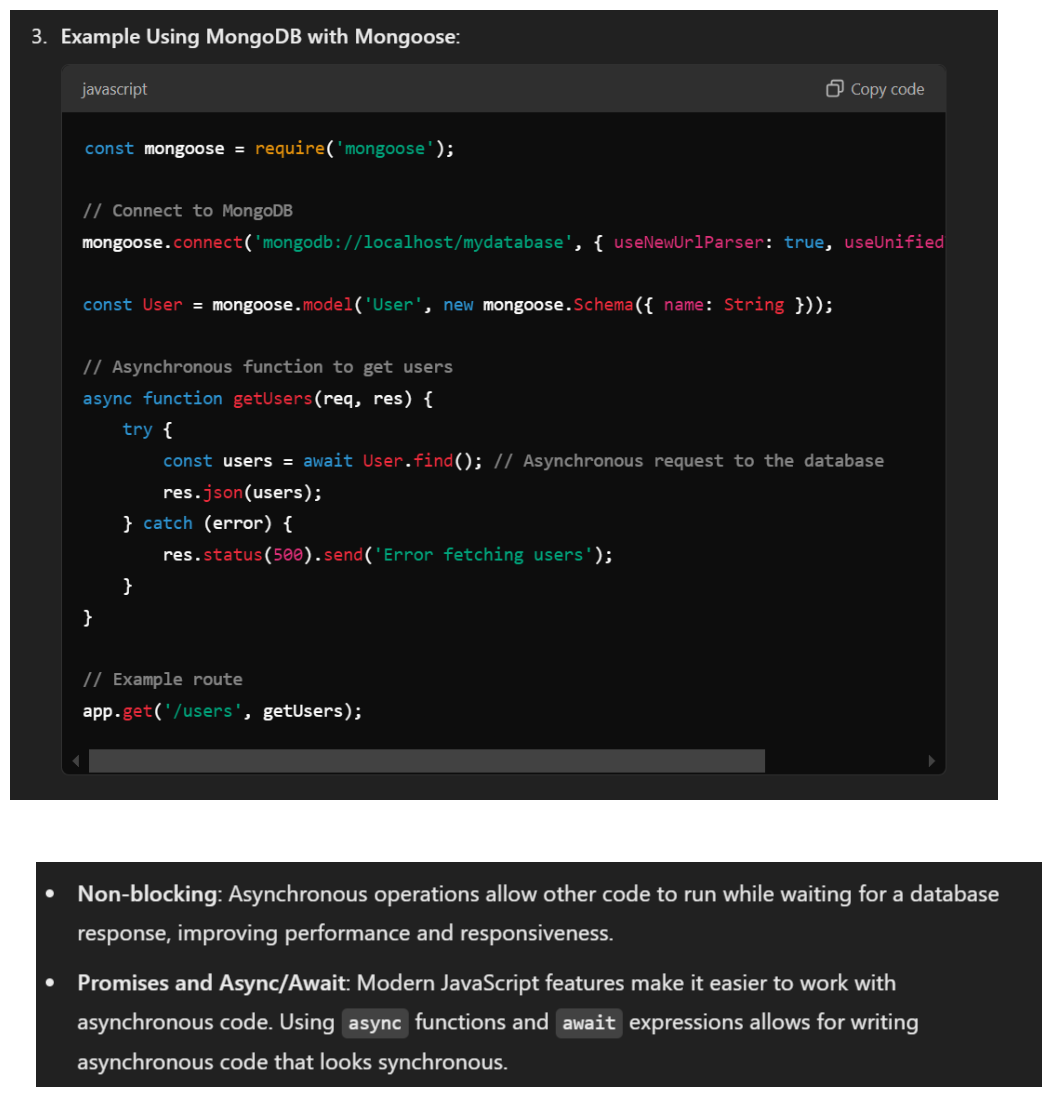 3. Example Using MongoDB with Mongoose:
javascript
Copy code
const mongoose = require('mongoose');
// Connect to MongoDB
mongoose.connect('mongodb://localhost/mydatabase', { useNewUrlParser: true, useUnified
const User = mongoose.model('User', new mongoose.Schema({ name: String }));
// Asynchronous function to get users
async function getUsers(req, res) {
    try {
        const users = await User.find(); // Asynchronous request to the database
        res.json(users);
    } catch (error) {
        res.status(500).send('Error fetching users');
    }
}
// Example route
app.get('/users', getUsers);
• Non-blocking: Asynchronous operations allow other code to run while waiting for a database
response, improving performance and responsiveness.
• Promises and Async/Await: Modern JavaScript features make it easier to work with
asynchronous code. Using async functions and await expressions allows for writing
asynchronous code that looks synchronous.